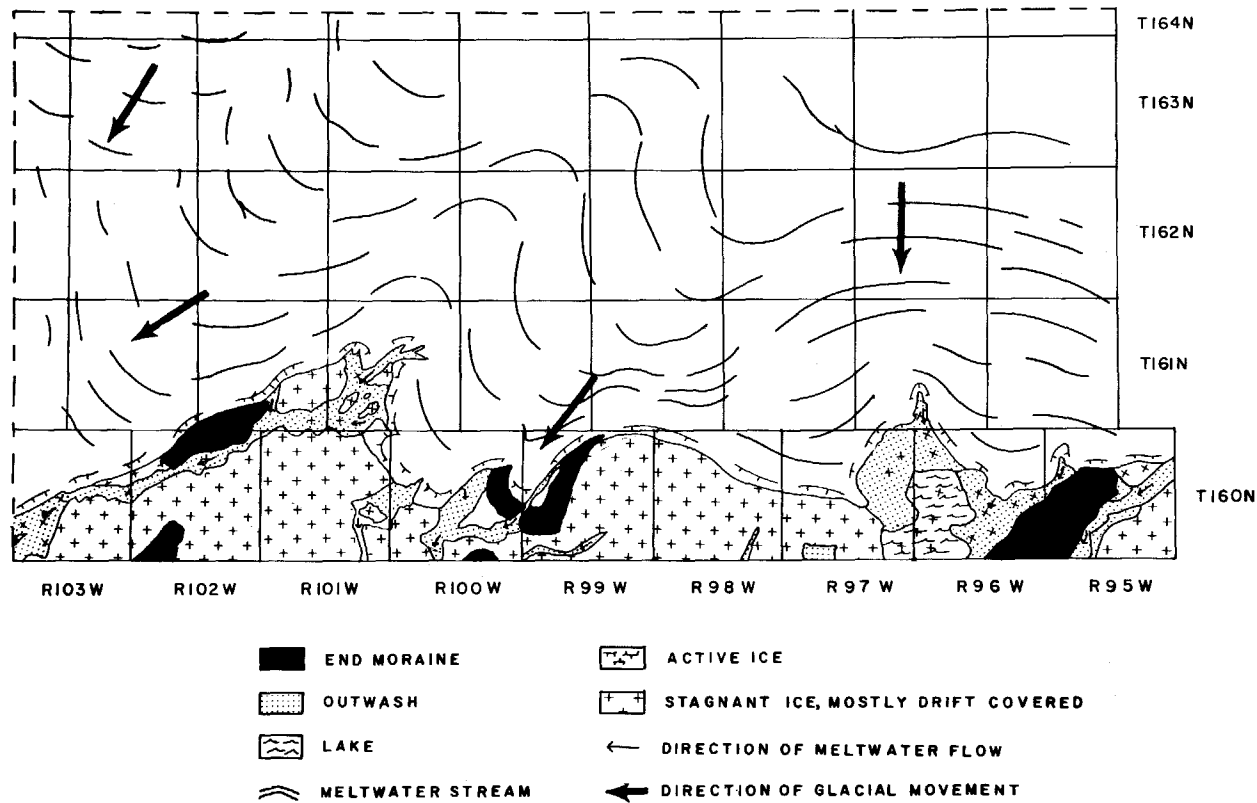 T164N
T163N
T162N
T161N
T160N
R103W R102W R101W R100W R99W R98W R97W R96W R95W
END MORAINE
OUTWASH
LAKE
MELTWATER STREAM
ACTIVE ICE
STAGNANT ICE, MOSTLY DRIFT COVERED
DIRECTION OF MELTWATER FLOW
DIRECTION OF GLACIAL MOVEMENT